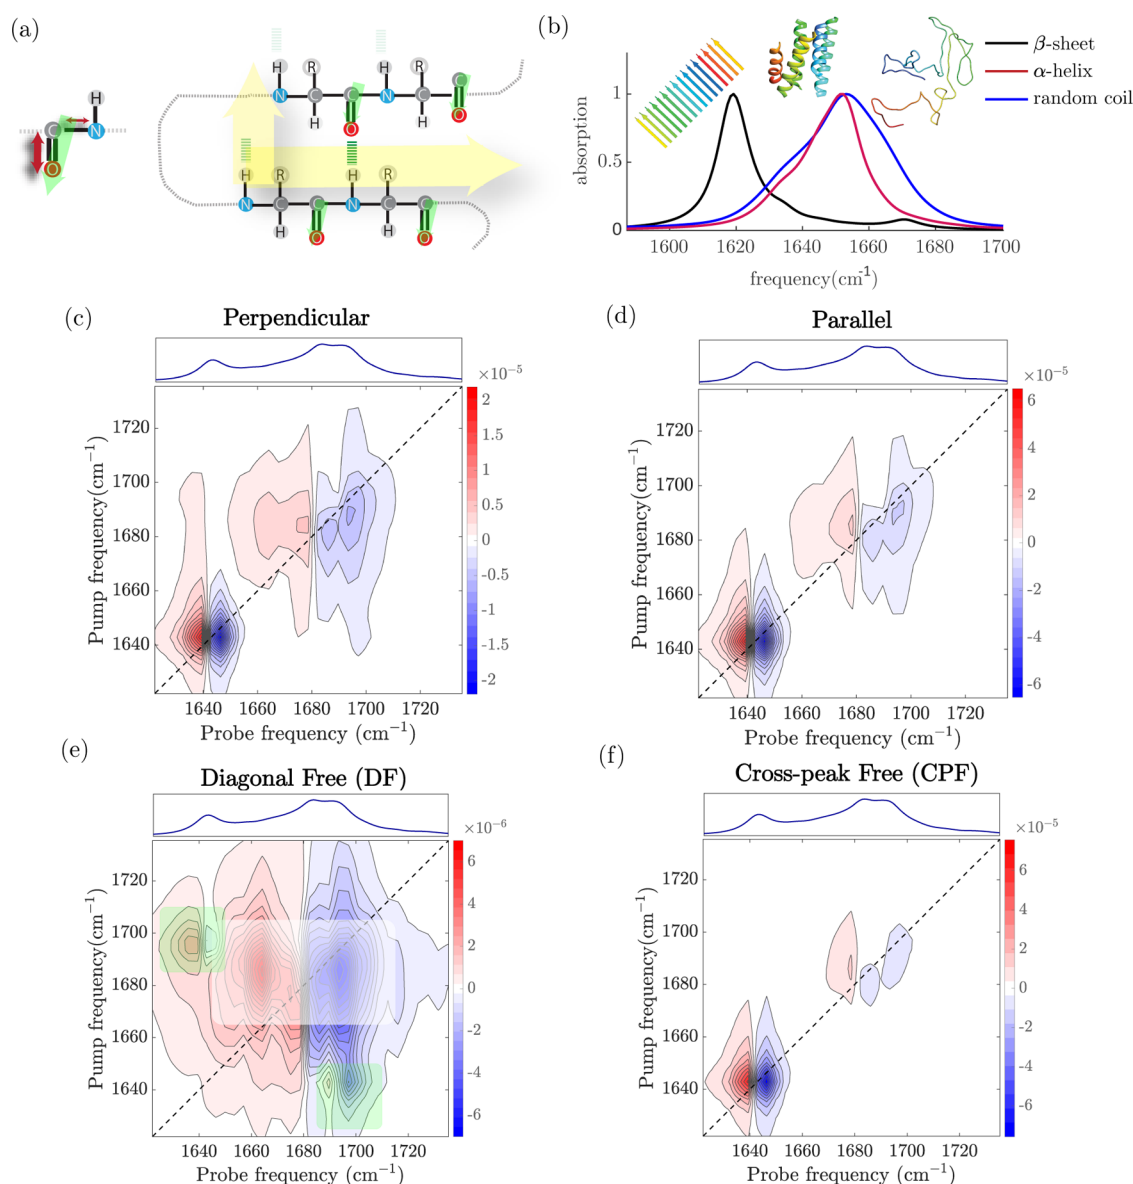 (a)
H
R
H
R
C
N
C
C
N
C
H
O
H
O
H
C
N
O
H
R
H
R
N
C
C
N
C
C
H
O
H
O
(b)
β-sheet
α-helix
random coil
absorption
1
0.5
0
1600 1620 1640 1660 1680 1700
frequency(cm-1)
(c)
Perpendicular
×10−5
2
1.5
1
0.5
0
-0.5
-1
-1.5
-2
Pump frequency(cm−1)
1720
1700
1680
1660
1640
1640 1660 1680 1700 1720
Probe frequency (cm−1)
(d)
Parallel
×10−5
6
4
2
0
-2
-4
-6
Pump frequency(cm−1)
1720
1700
1680
1660
1640
1640 1660 1680 1700 1720
Probe frequency (cm−1)
(e)
Diagonal Free (DF)
×10−6
6
4
2
0
-2
-4
-6
Pump frequency(cm−1)
1720
1700
1680
1660
1640
1640 1660 1680 1700 1720
Probe frequency (cm−1)
(f)
Cross-peak Free (CPF)
×10−5
6
4
2
0
-2
-4
-6
Pump frequency(cm−1)
1720
1700
1680
1660
1640
1640 1660 1680 1700 1720
Probe frequency (cm−1)